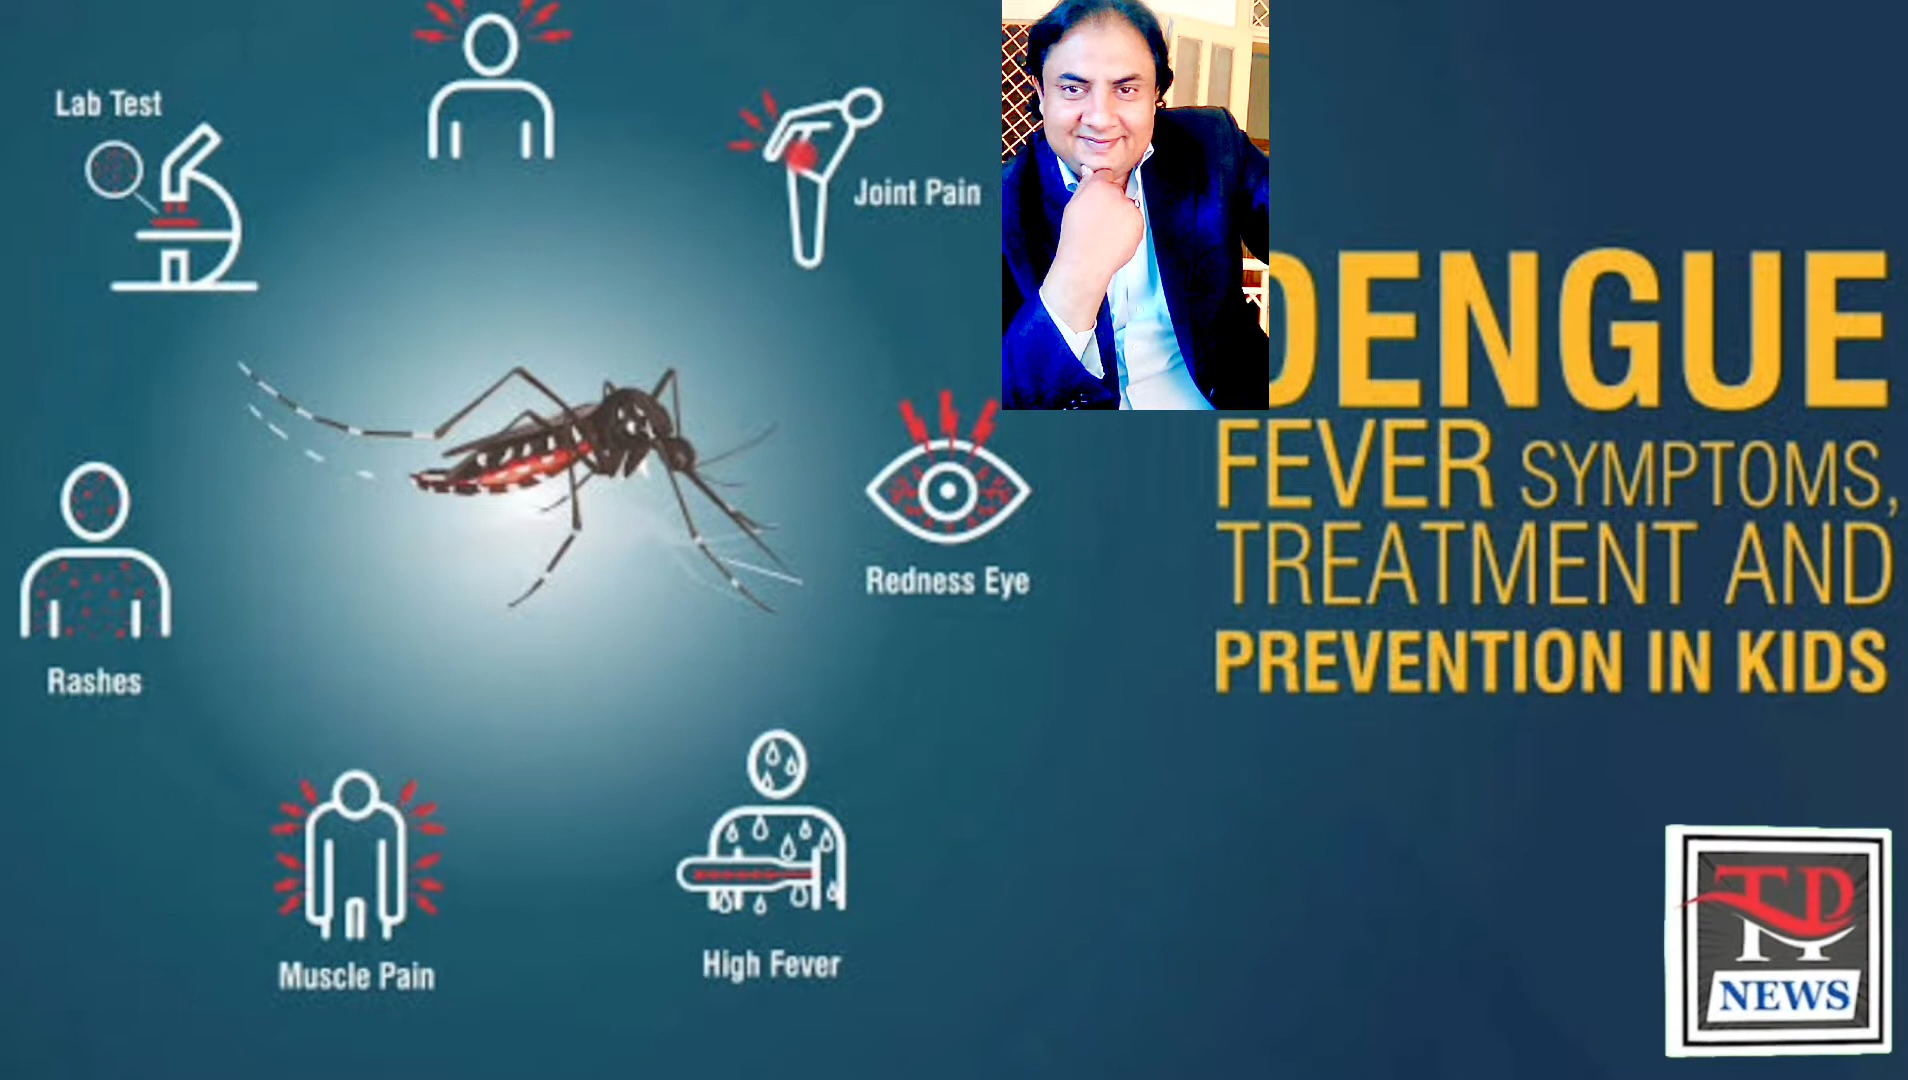 Lab Test
Joint Pain
DENGUE
FEVER SYMPTOMS,
TREATMENT AND
PREVENTION IN KIDS
Redness Eye
Rashes
Muscle Pain
High Fever
NEWS